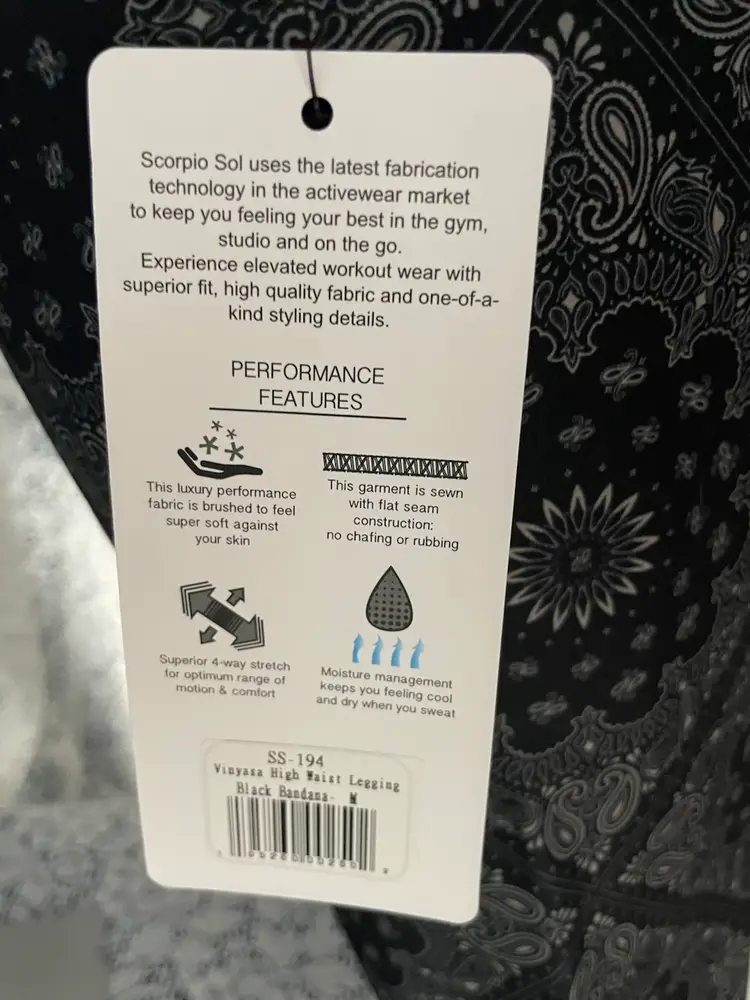 Scorpio Sol uses the latest fabrication
technology in the activewear market
to keep you feeling your best in the gym,
studio and on the go.
Experience elevated workout wear with
superior fit, high quality fabric and one-of-a-
kind styling details.
PERFORMANCE
FEATURES
This luxury performance
fabric is brushed to feel
super soft against
your skin
This garment is sewn
with flat seam
construction:
no chafing or rubbing
Superior 4-way stretch
for optimum range of
motion & comfort
Moisture management
keeps you feeling cool
and dry when you sweat
SS-194
Vinyasa High Waist Legging
Black Bandana- M